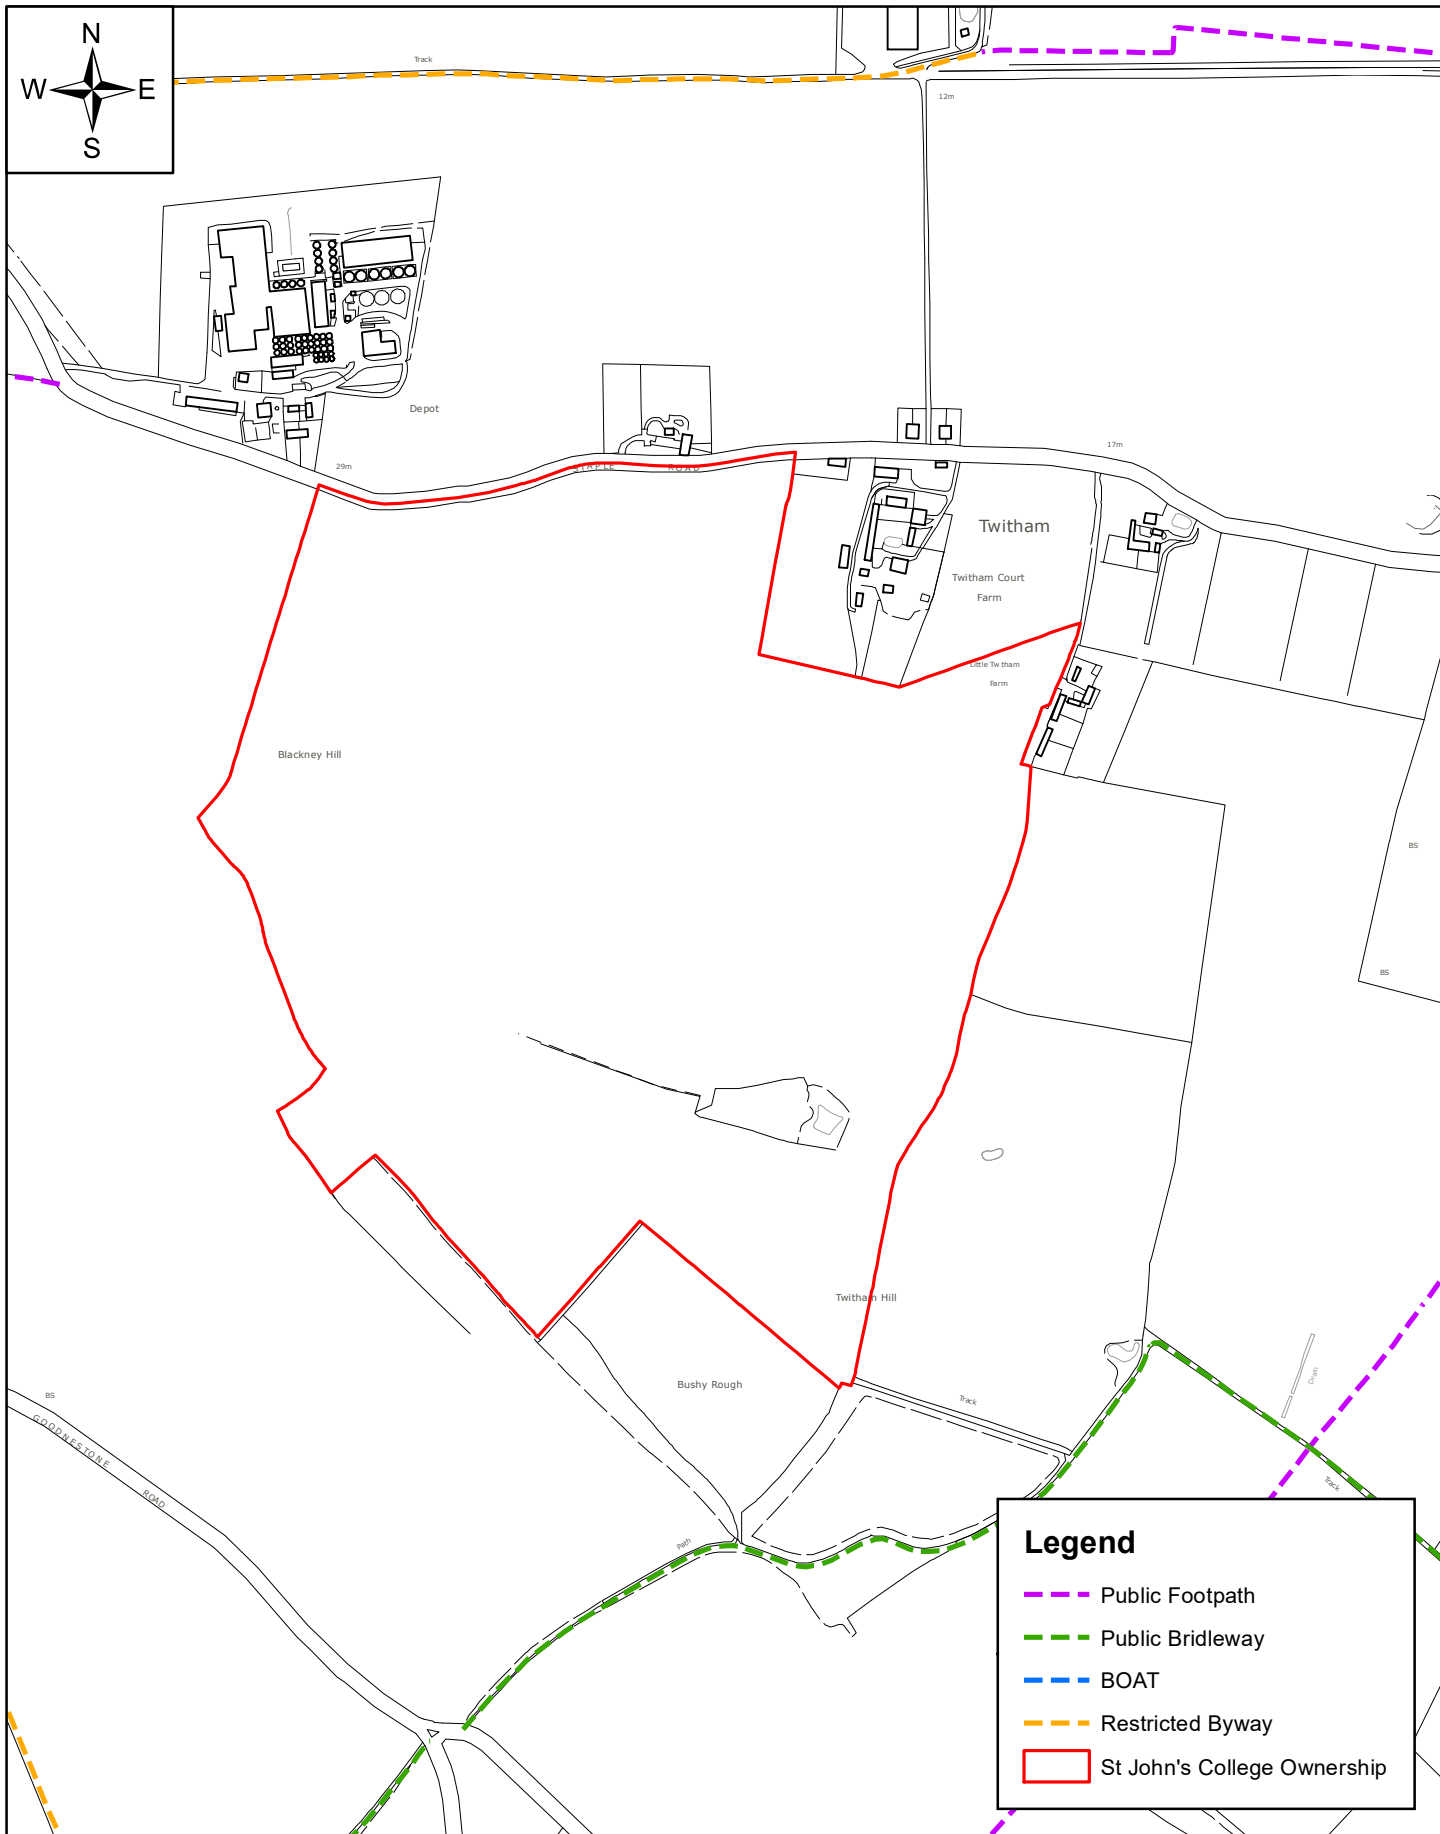 N
W E
S
Track
12m
Depot
29m
STAPLE ROAD
17m
Twitham
Twitham Court
Farm
Little Tw tham
Farm
Blackney Hill
BS
BS
Twitham Hill
Bushy Rough
Track
Drain
Track
BS
GOODNESTONE
ROAD
Path
Legend
Public Footpath
Public Bridleway
BOAT
Restricted Byway
St John's College Ownership